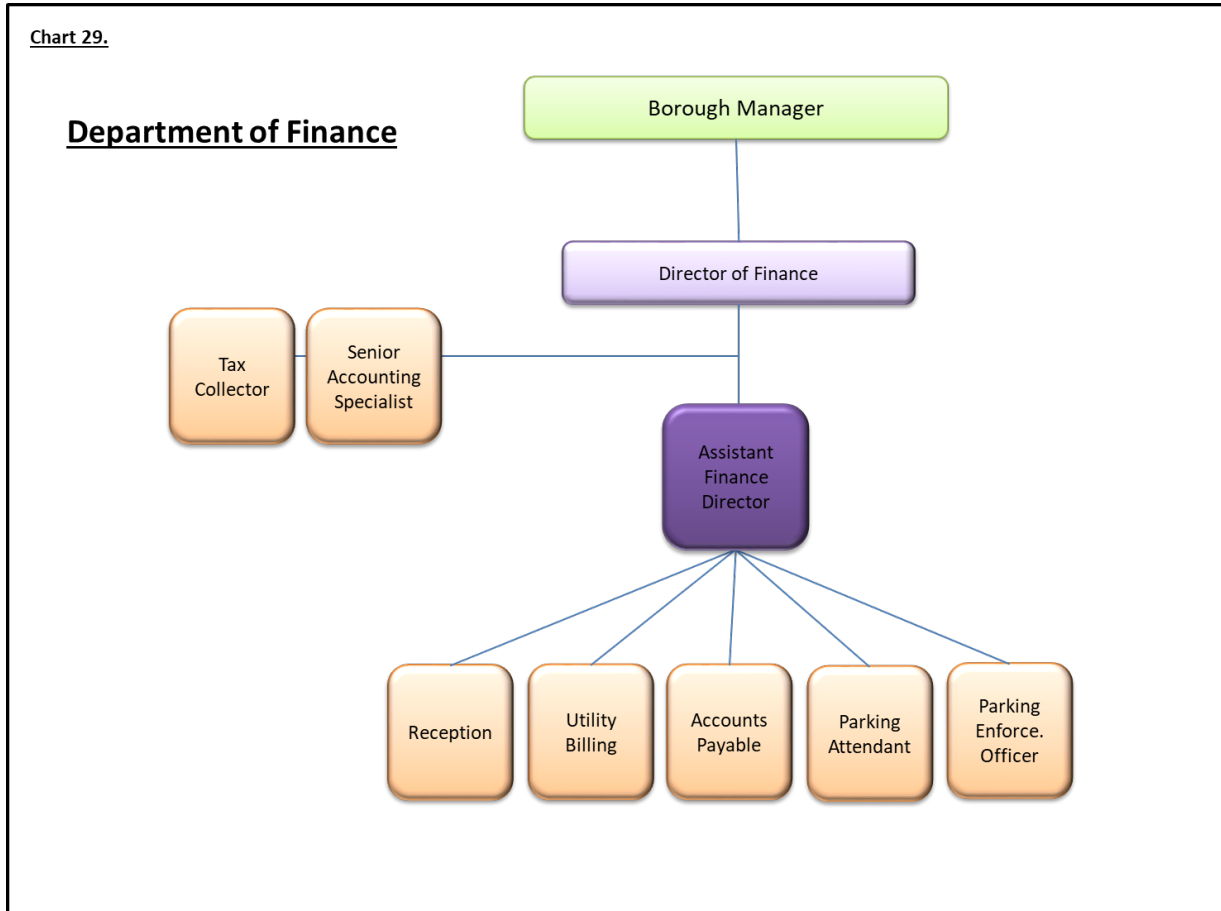 Chart 29.
Department of Finance
Borough Manager
Director of Finance
Tax
Collector
Senior
Accounting
Specialist
Assistant
Finance
Director
Reception
Utility
Billing
Accounts
Payable
Parking
Attendant
Parking
Enforce.
Officer